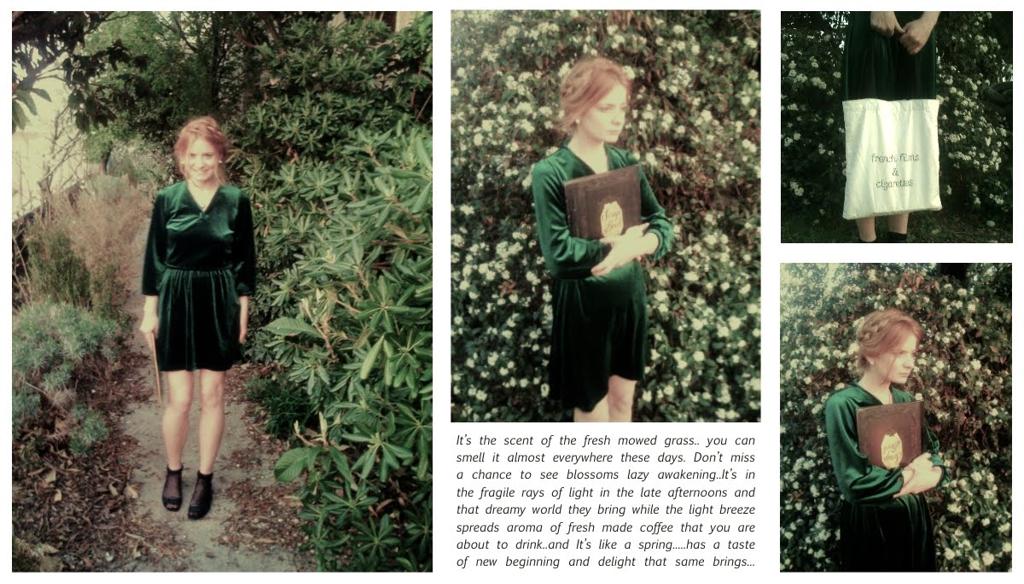 french films
&
cigarettes
It's the scent of the fresh mowed grass.. you can
smell it almost everywhere these days. Don't miss
a chance to see blossoms lazy awakening..It's in
the fragile rays of light in the late afternoons and
that dreamy world they bring while the light breeze
spreads aroma of fresh made coffee that you are
about to drink..and It's like a spring.....has a taste
of new beginning and delight that same brings...